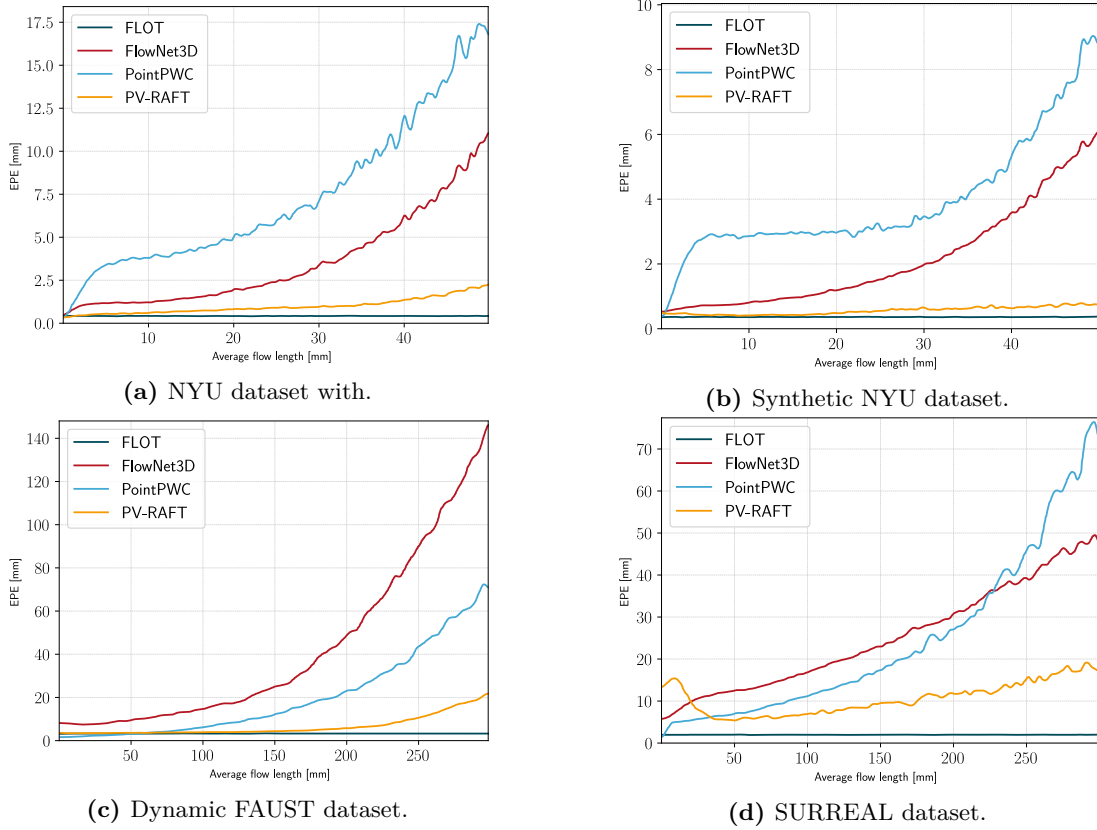 17.5
15.0
12.5
10.0
7.5
5.0
2.5
0.0
EPE [mm]
FLOT
FlowNet3D
PointPWC
PV-RAFT
10
20
30
40
Average flow length [mm]
(a) NYU dataset with.
10
8
6
4
2
0
EPE [mm]
FLOT
FlowNet3D
PointPWC
PV-RAFT
10
20
30
40
Average flow length [mm]
(b) Synthetic NYU dataset.
140
120
100
80
60
40
20
0
EPE [mm]
FLOT
FlowNet3D
PointPWC
PV-RAFT
50
100
150
200
250
Average flow length [mm]
(c) Dynamic FAUST dataset.
70
60
50
40
30
20
10
0
EPE [mm]
FLOT
FlowNet3D
PointPWC
PV-RAFT
50
100
150
200
250
Average flow length [mm]
(d) SURREAL dataset.